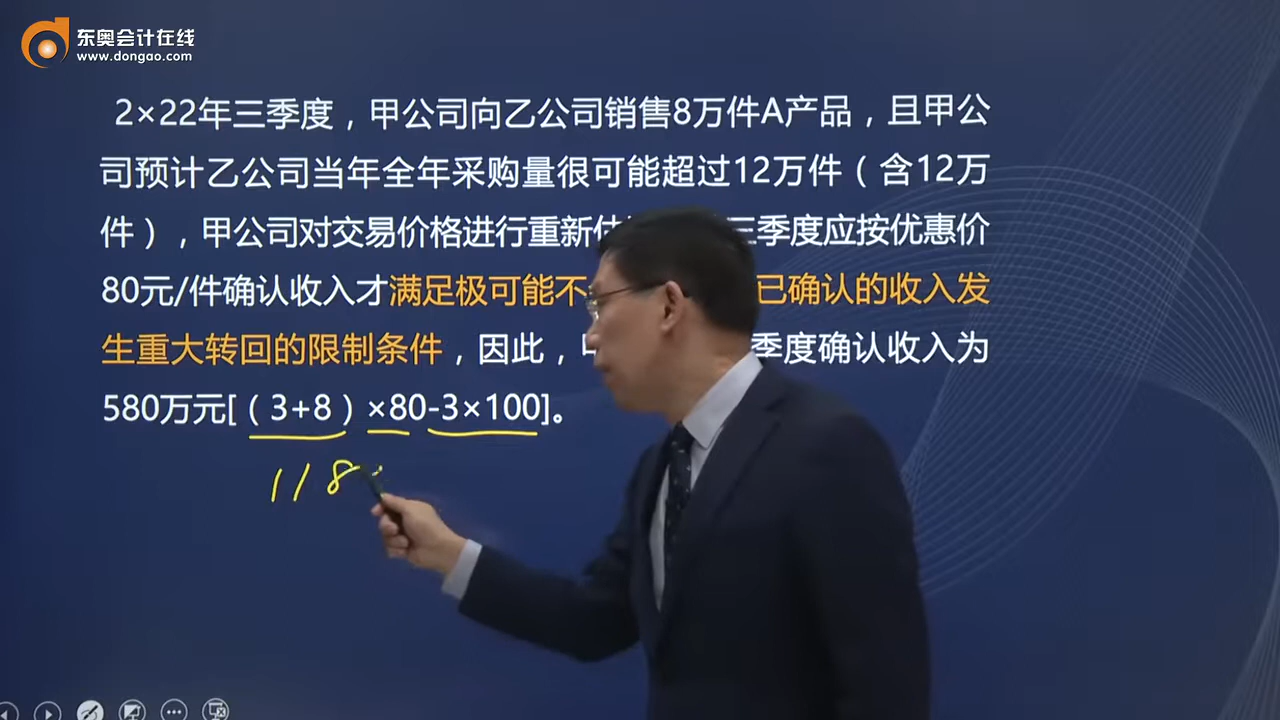 东奥会计在线
www.dongao.com
2×22年三季度，甲公司向乙公司销售8万件A产品，且甲公
司预计乙公司当年全年采购量很可能超过12万件（含12万
件），甲公司对交易价格进行重新 三季度应按优惠价
80元/件确认收入才满足极可能不 已确认的收入发
生重大转回的限制条件，因此， 季度确认收入为
580万元[（3+8）×80-3×100]。
118